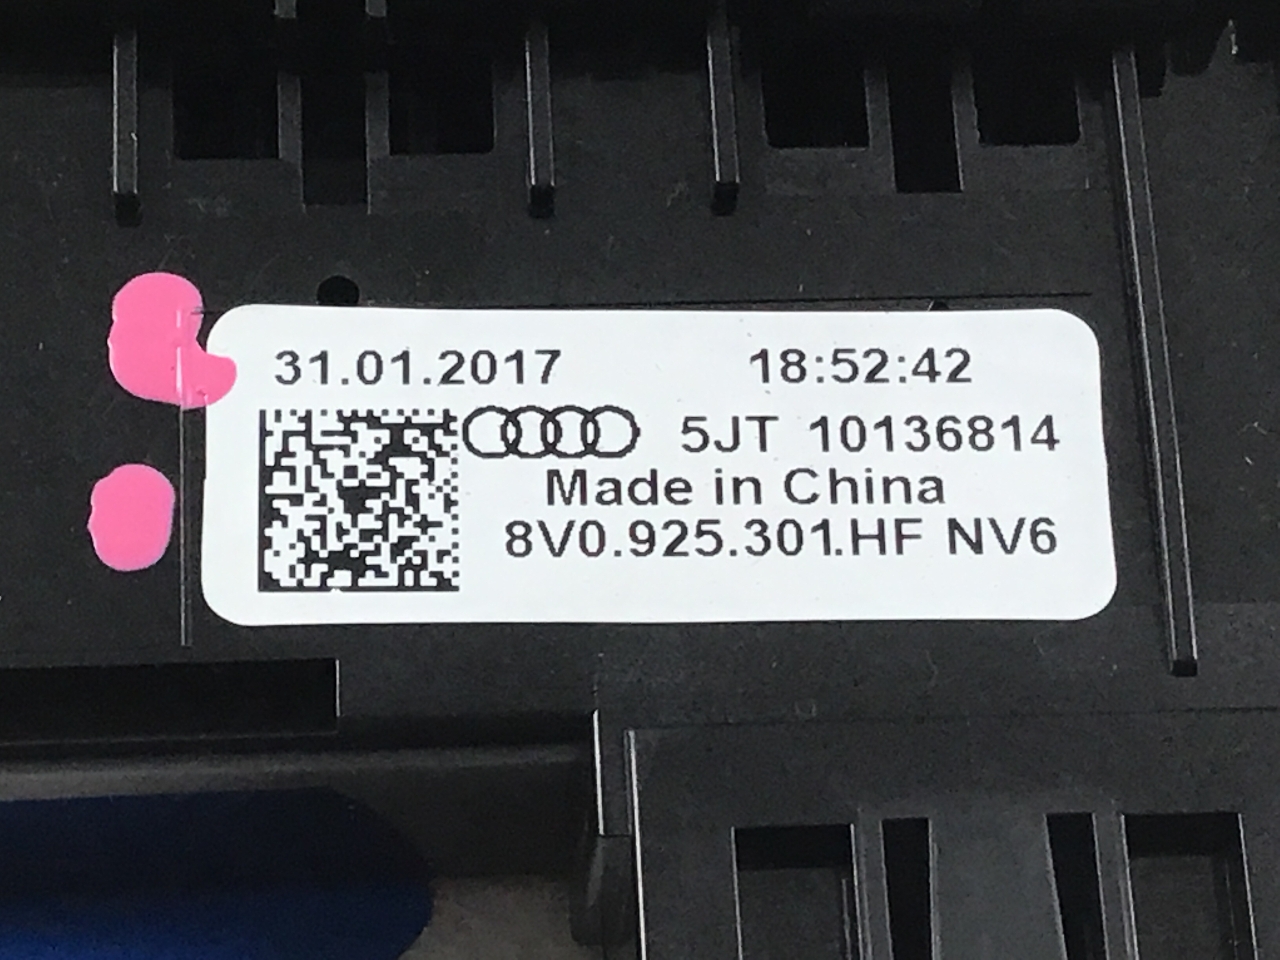 31.01.2017 18:52:42
5JT 10136814
Made in China
8V0.925.301.HF NV6